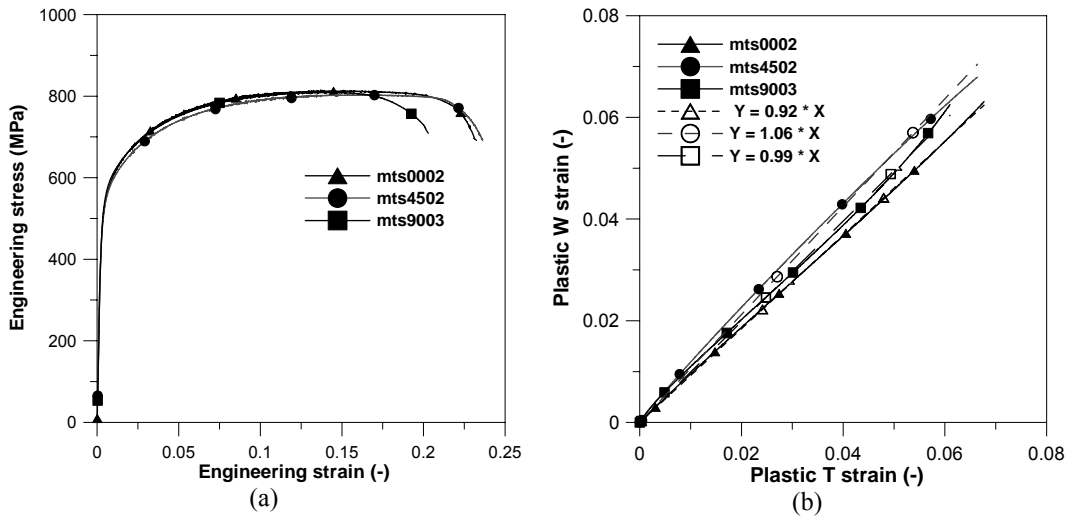 1000
800
600
400
200
0
Engineering stress (MPa)
mts0002
mts4502
mts9003
0
0.05
0.1
0.15
0.2
0.25
Engineering strain (-)
(a)
0.08
0.06
0.04
0.02
0
Plastic W strain (-)
mts0002
mts4502
mts9003
Y = 0.92 * X
Y = 1.06 * X
Y = 0.99 * X
0
0.02
0.04
0.06
0.08
Plastic T strain (-)
(b)